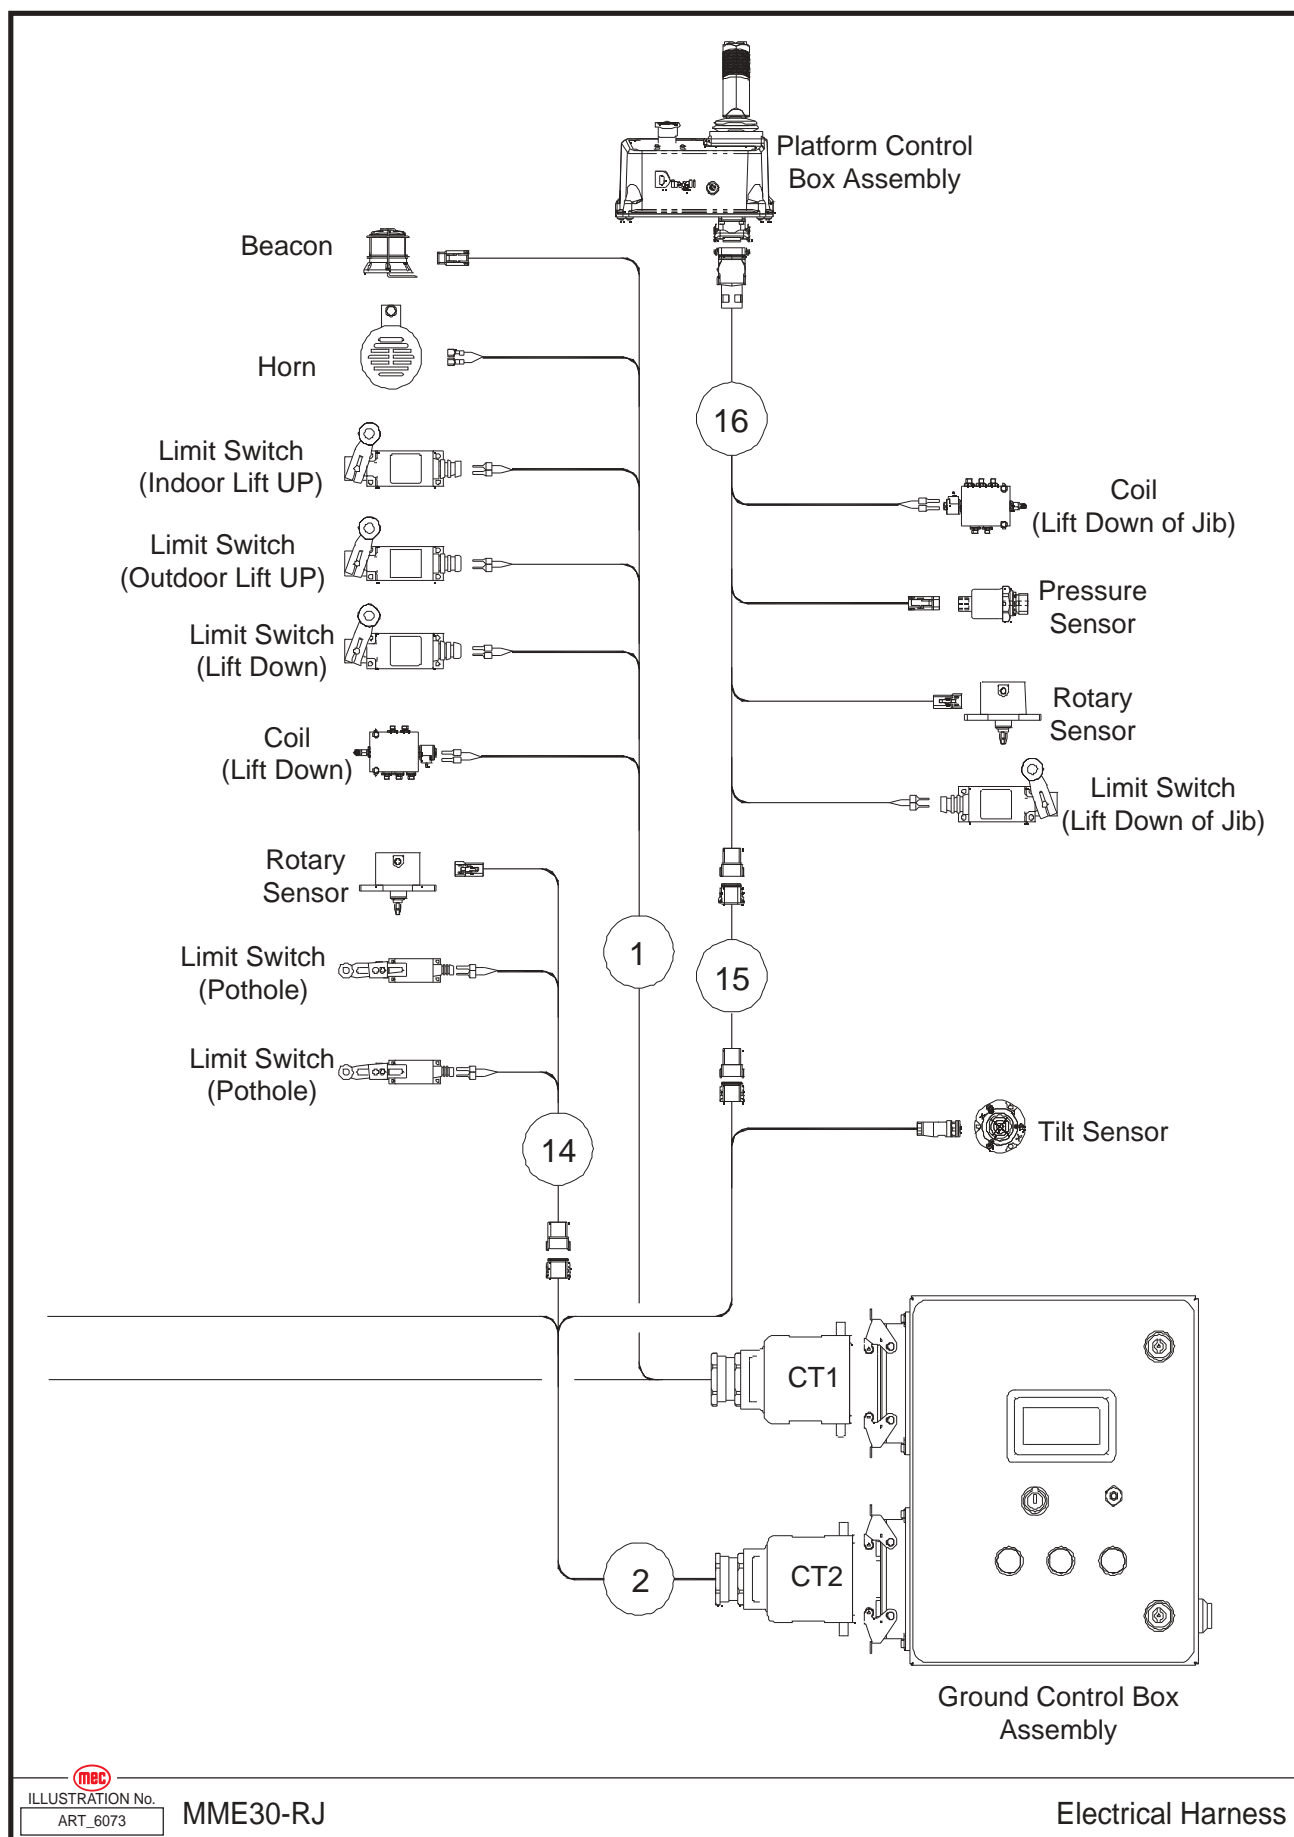 Platform Control
Box Assembly
Beacon
Horn
16
Limit Switch
(Indoor Lift UP)
Coil
(Lift Down of Jib)
Limit Switch
(Outdoor Lift UP)
Pressure
Sensor
Limit Switch
(Lift Down)
Rotary
Sensor
Coil
(Lift Down)
Limit Switch
(Lift Down of Jib)
Rotary
Sensor
1
15
Limit Switch
(Pothole)
Limit Switch
(Pothole)
14
Tilt Sensor
CT1
2
CT2
Ground Control Box
Assembly
mec
ILLUSTRATION No.
ART_6073
MME30-RJ
Electrical Harness